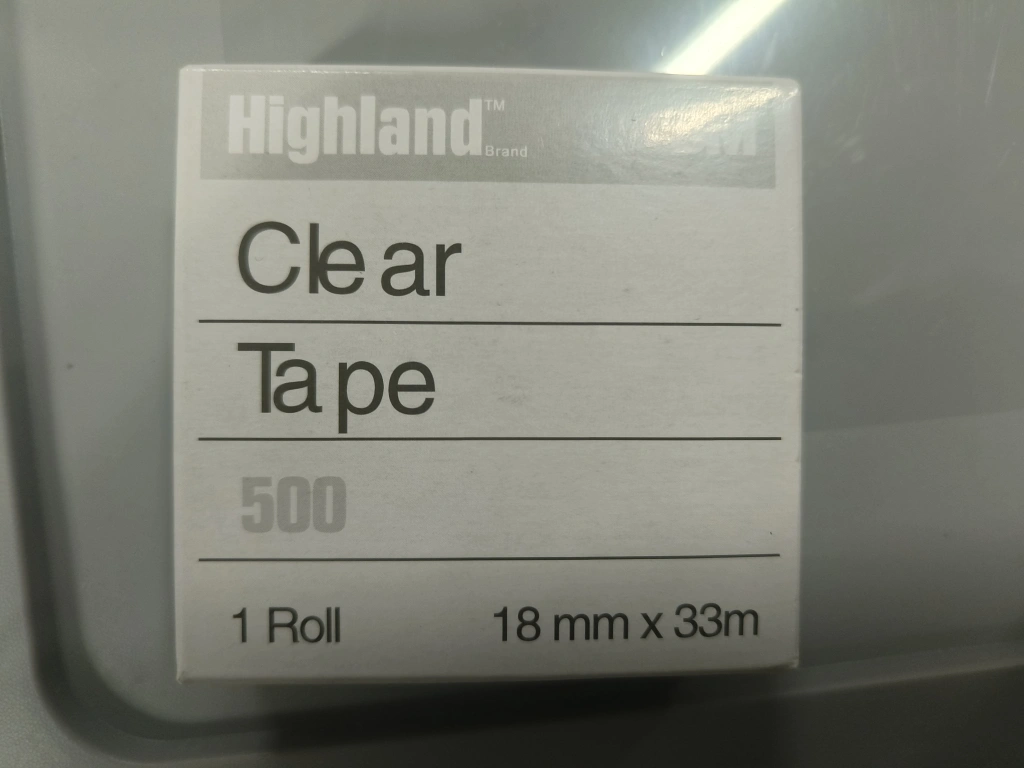 Highland™
Brand
Clear
Tape
500
1 Roll 18 mm x 33m